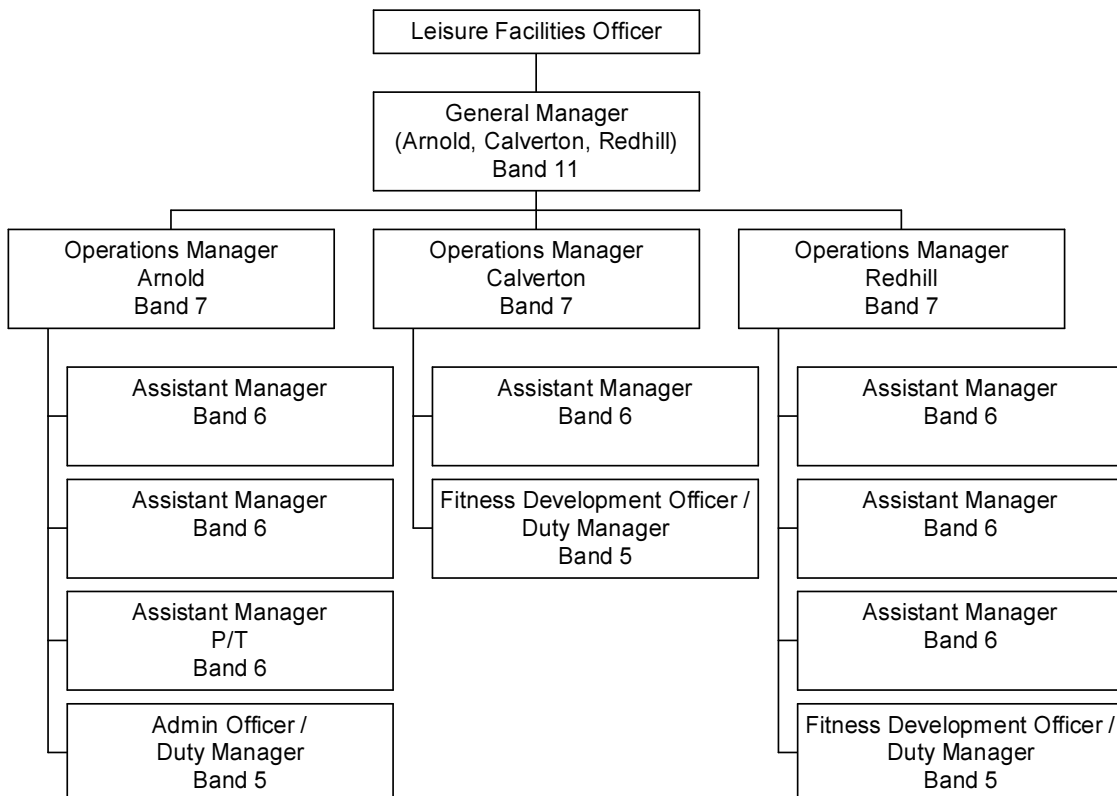 Leisure Facilities Officer
General Manager
(Arnold, Calverton, Redhill)
Band 11
Operations Manager
Arnold
Band 7
Operations Manager
Calverton
Band 7
Operations Manager
Redhill
Band 7
Assistant Manager
Band 6
Assistant Manager
Band 6
Assistant Manager
P/T
Band 6
Admin Officer /
Duty Manager
Band 5
Assistant Manager
Band 6
Fitness Development Officer /
Duty Manager
Band 5
Assistant Manager
Band 6
Assistant Manager
Band 6
Assistant Manager
Band 6
Fitness Development Officer /
Duty Manager
Band 5